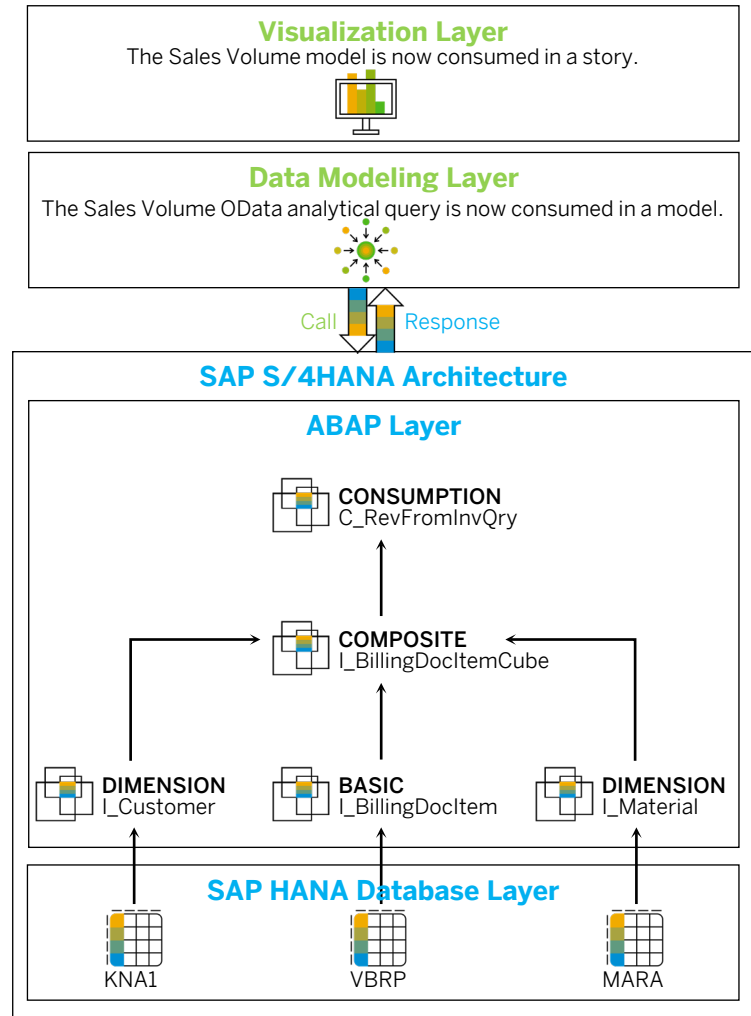 Visualization Layer
The Sales Volume model is now consumed in a story.
Data Modeling Layer
The Sales Volume OData analytical query is now consumed in a model.
Call
Response
SAP S/4HANA Architecture
ABAP Layer
CONSUMPTION
C_RevFromInvQry
COMPOSITE
I_BillingDocItemCube
DIMENSION
I_Customer
BASIC
I_BillingDocItem
DIMENSION
I_Material
SAP HANA Database Layer
KNA1
VBRP
MARA